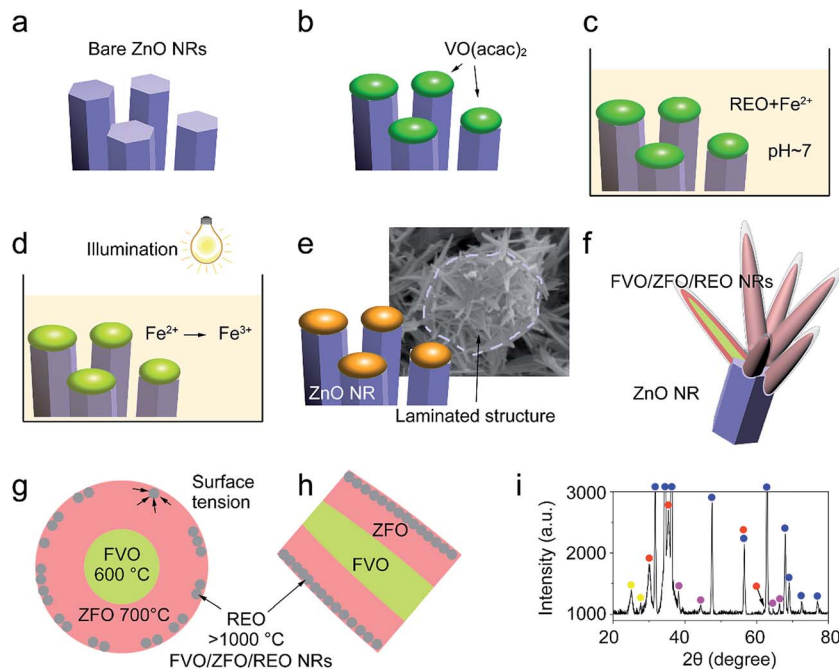 a
Bare ZnO NRs
b
VO(acac)₂
c
REO+Fe²⁺
pH~7
d
Illumination
Fe²⁺ → Fe³⁺
e
ZnO NR
Laminated structure
f
FVO/ZFO/REO NRs
ZnO NR
g
Surface
tension
FVO
600 °C
ZFO 700°C
h
ZFO
FVO
REO
>1000 °C
FVO/ZFO/REO NRs
i
Intensity (a.u.)
3000
2000
1000
20 40 60 80
2θ (degree)